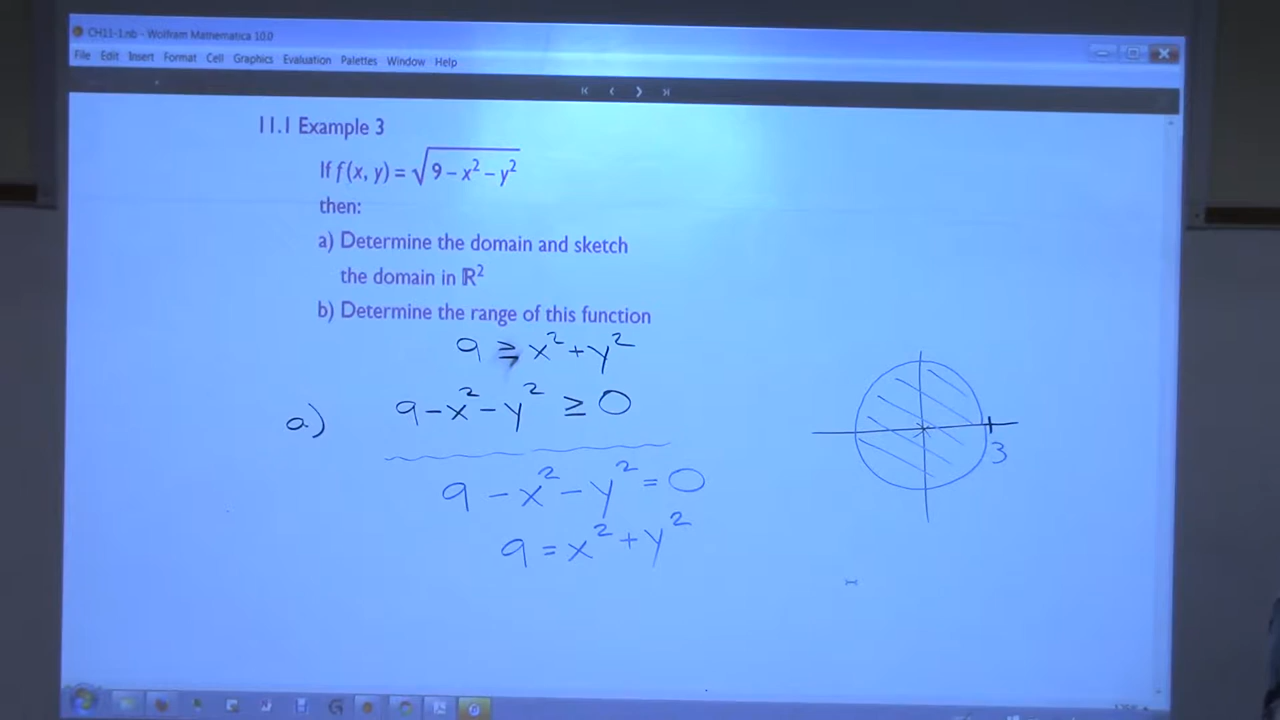 CH11-1.nb - Wolfram Mathematica 10.0
File Edit Insert Format Cell Graphics Evaluation Palettes Window Help
11.1 Example 3
If f(x, y) = √(9 – x² – y²)
then:
a) Determine the domain and sketch
the domain in ℝ²
b) Determine the range of this function
9 ≥ x² + y²
a) 9 – x² – y² ≥ 0
9 – x² – y² = 0
9 = x² + y²
3